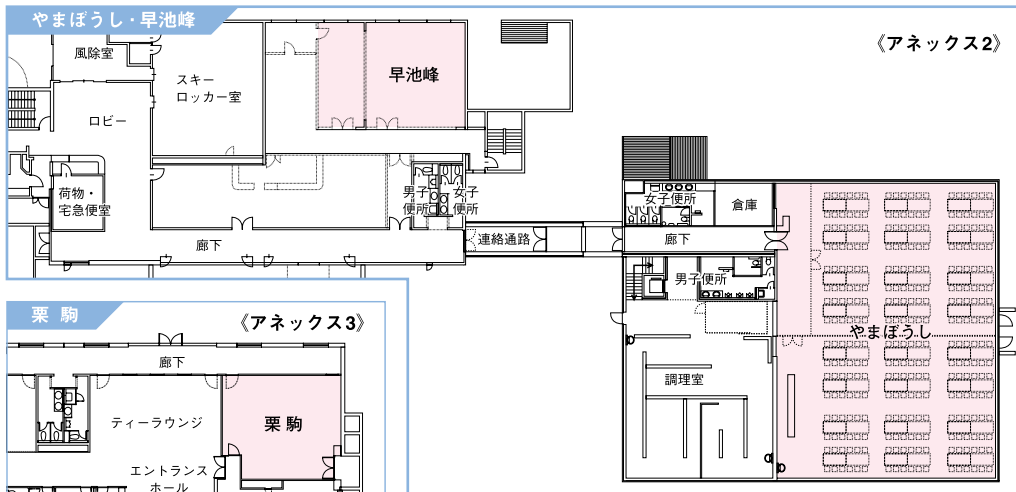 やまぼうし・早池峰
《アネックス2》
風除室
スキー
ロッカー室
早池峰
ロビー
荷物・
宅急便室
男子
便所
女子
便所
廊下
連絡通路
女子便所
倉庫
廊下
男子便所
やまぼうし
調理室
栗駒
《アネックス3》
廊下
ティーラウンジ
栗駒
エントランス
ホール